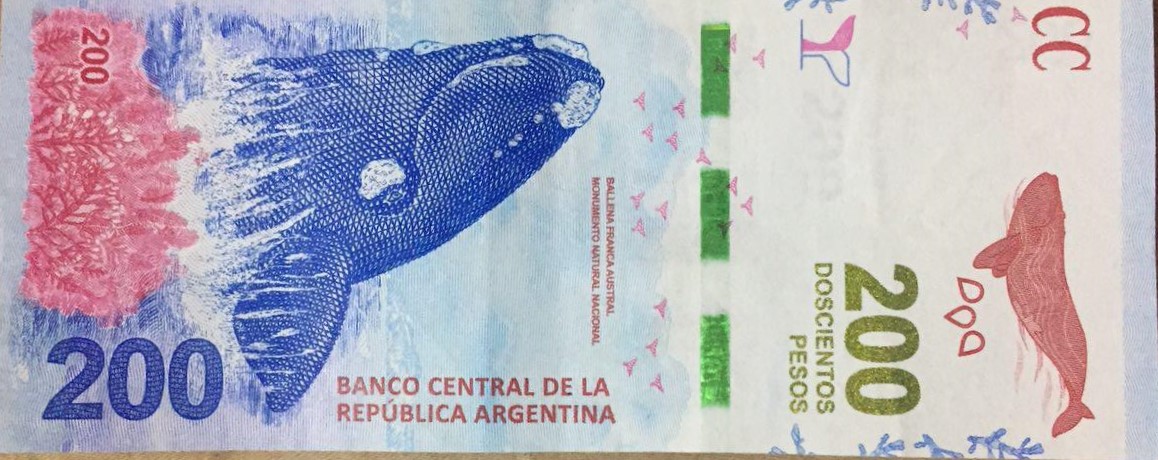 200
200
BANCO CENTRAL DE LA
REPÚBLICA ARGENTINA
BALLENA FRANCA AUSTRAL
MONUMENTO NATURAL NACIONAL
CC
200
DOSCIENTOS
PESOS